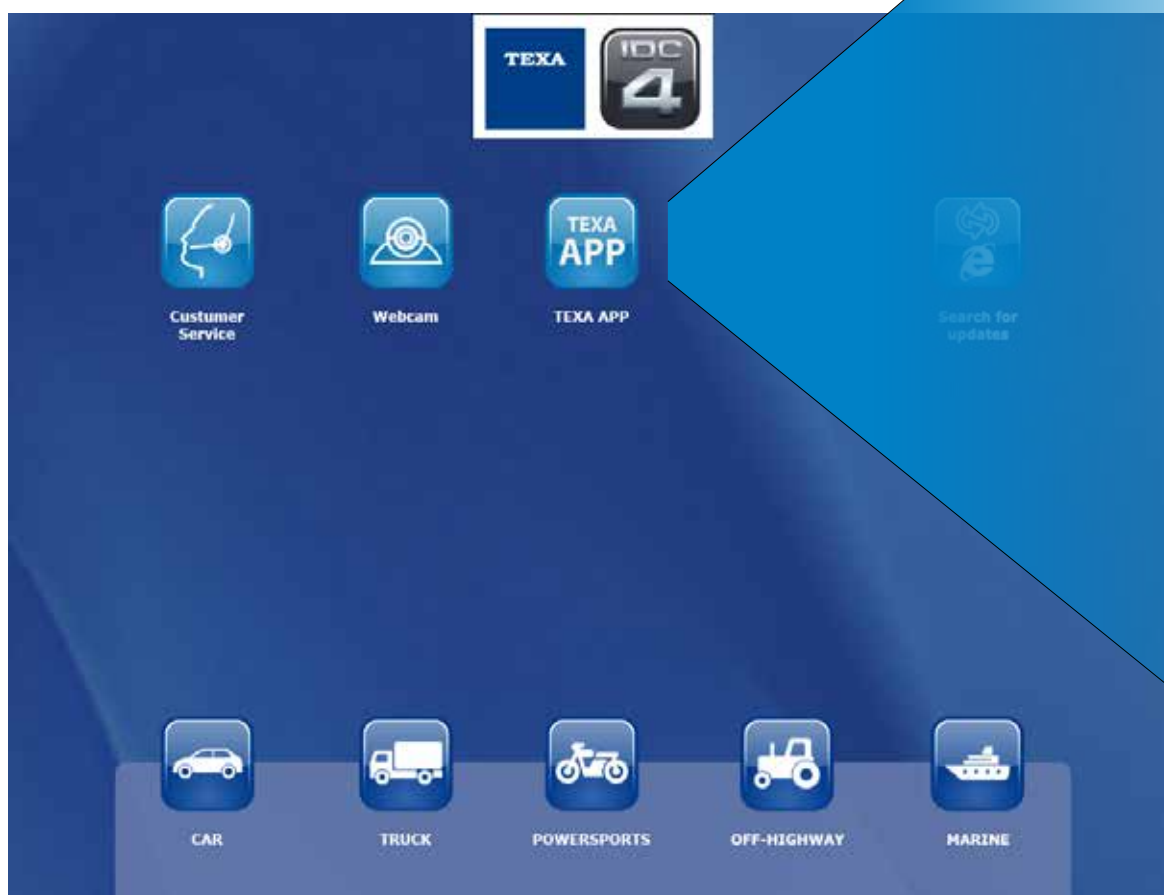 TEXA
IDC
4
TEXA
APP
Custumer
Service
Webcam
TEXA APP
Search for
updates
CAR
TRUCK
POWERSPORTS
OFF-HIGHWAY
MARINE